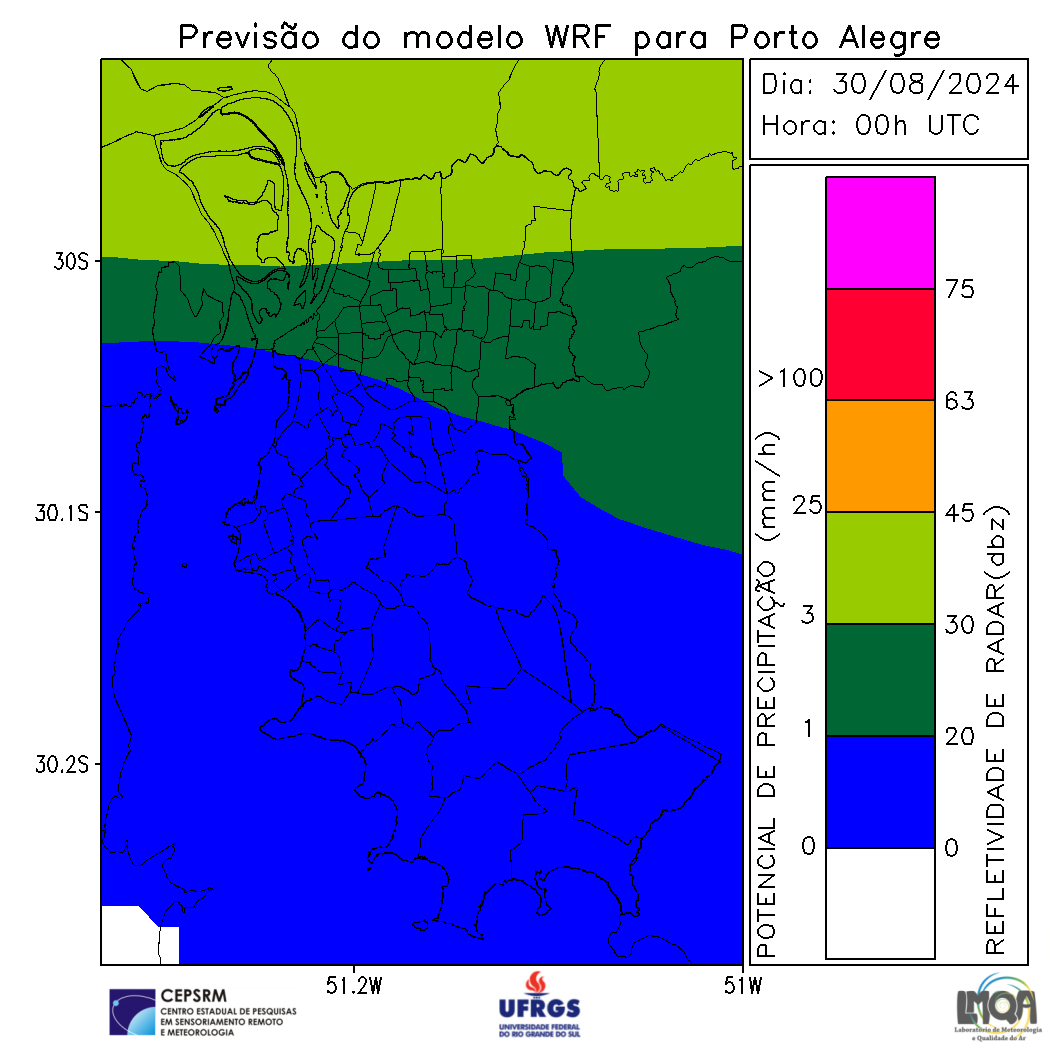 Previsão do modelo WRF para Porto Alegre
Dia: 30/08/2024
Hora: 00h UTC
30S
30.1S
30.2S
51.2W
51W
POTENCIAL DE PRECIPITAÇÃO (mm/h)
>100
25
3
1
0
75
63
45
30
20
0
REFLETIVIDADE DE RADAR(dbz)
CEPSRM
CENTRO ESTADUAL DE PESQUISAS
EM SENSORIAMENTO REMOTO
E METEOROLOGIA
UFRGS
UNIVERSIDADE FEDERAL
DO RIO GRANDE DO SUL
LMQA
Laboratório de Meteorologia
e Qualidade do Ar